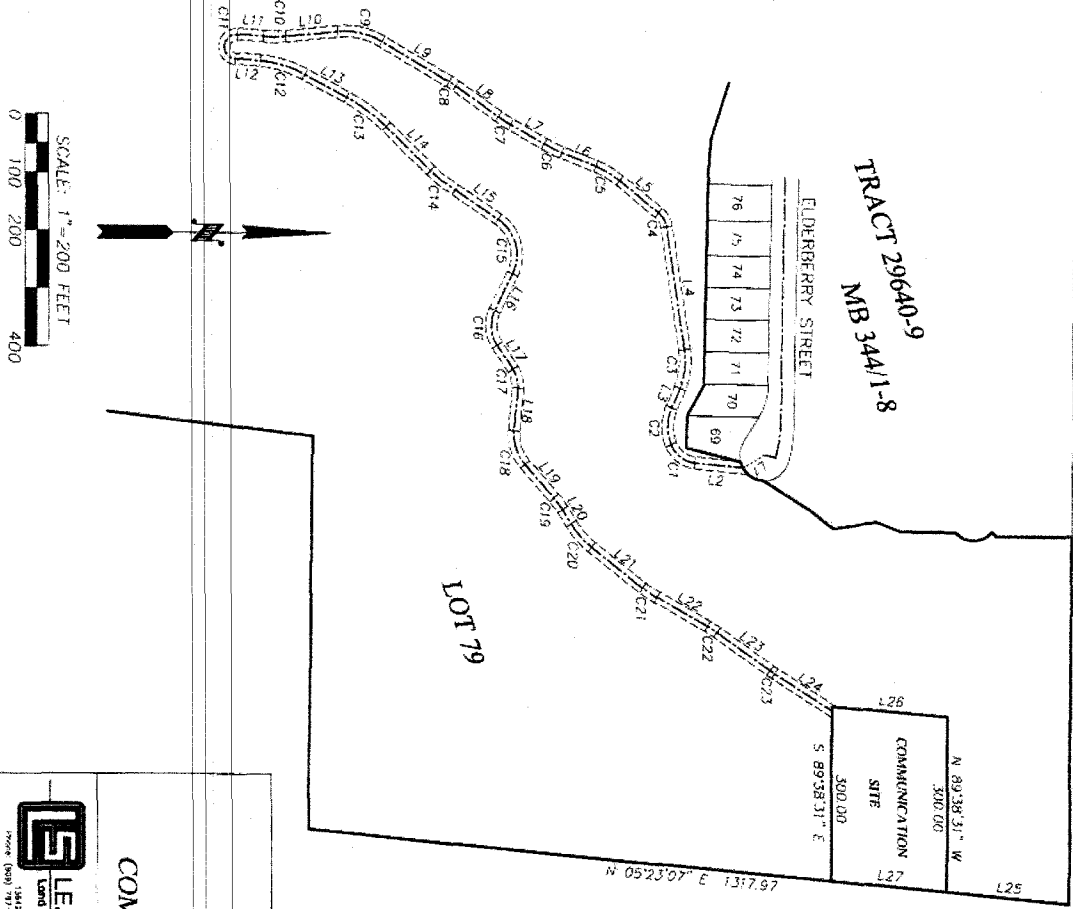 TRACT 29640-9
MB 344/1-8
ELDERBERRY STREET
76
75
74
73
72
71
70
69
L1
L2
C1
C2
L3
C3
L4
C4
L5
C5
L6
C6
L7
C7
L8
C8
L9
C9
L10
C10
L11
C11
L12
C12
L13
C13
L14
C14
L15
C15
L16
C16
L17
C17
L18
C18
L19
C19
L20
C20
L21
C21
L22
C22
L23
C23
L24
L26
N 89°38'31" W
300.00
COMMUNICATION
SITE
300.00
S 89°38'31" E
L27
L25
N 05°23'07" E 1317.97
LOT 79
SCALE: 1"=200 FEET
0 100 200 400
COM
LE
Land